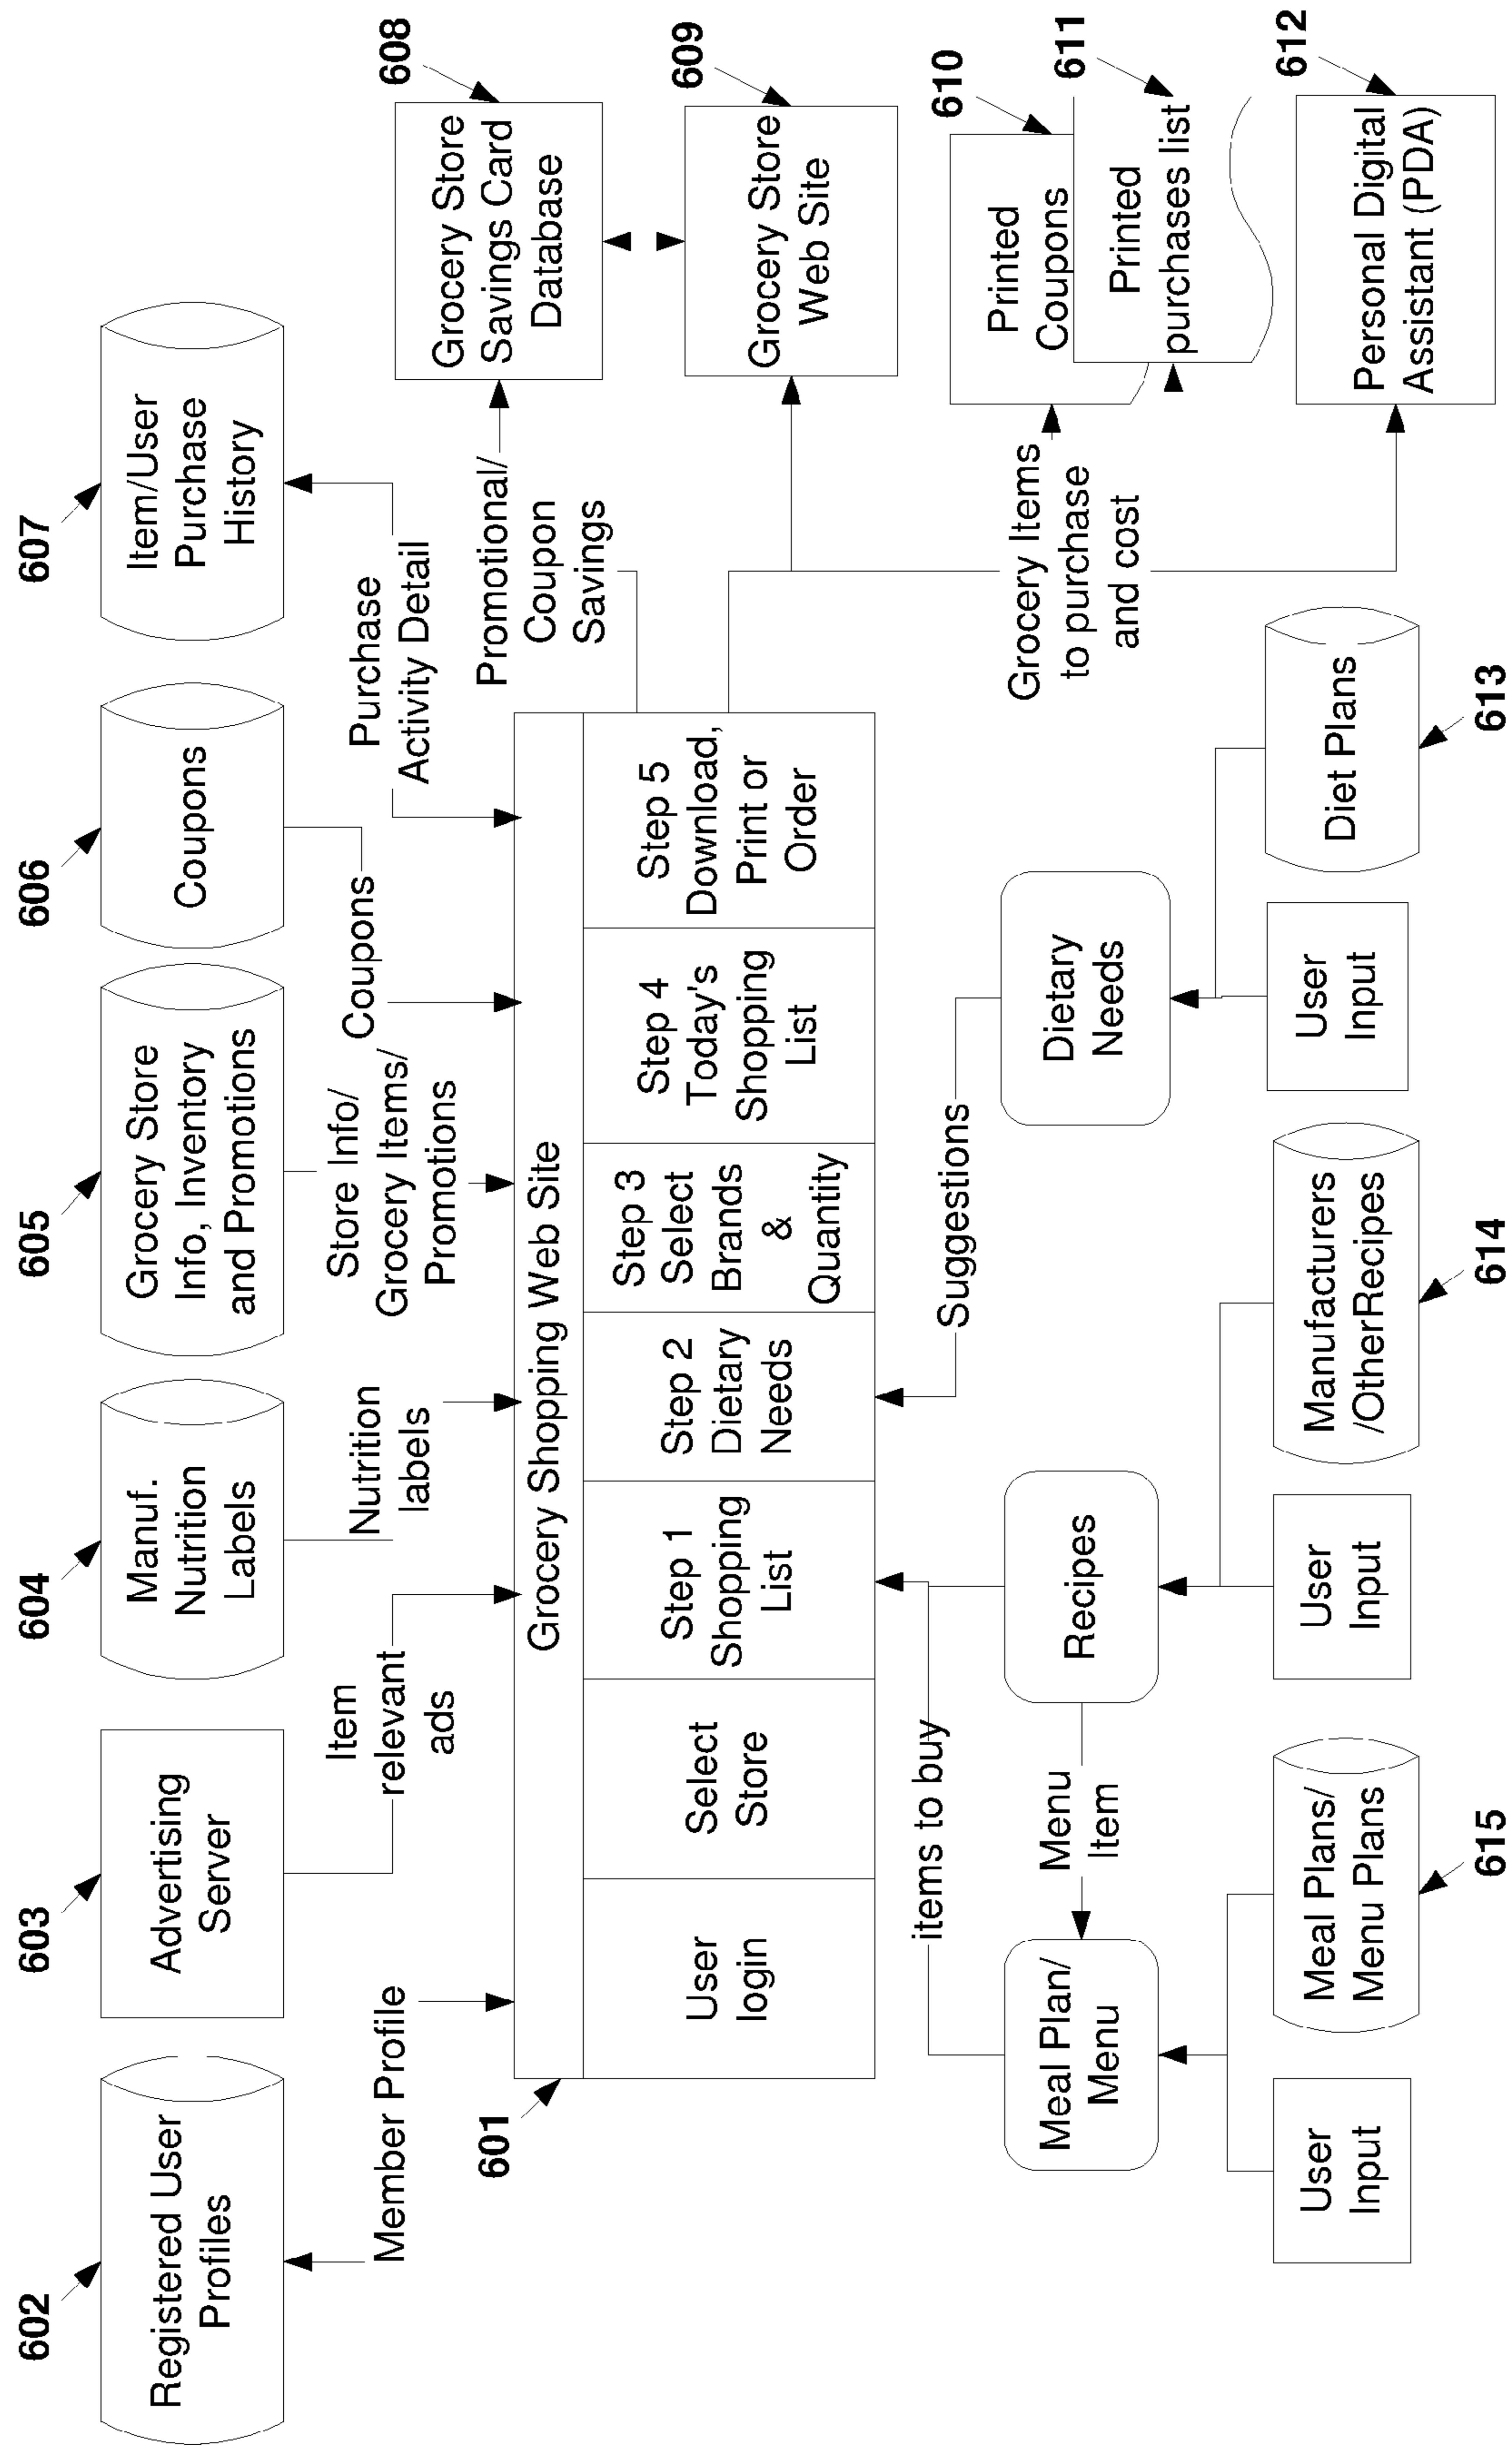 602
603
604
605
606
607
Registered User
Profiles
Advertising
Server
Manuf.
Nutrition
Labels
Grocery Store
Info, Inventory
and Promotions
Coupons
Item/User
Purchase
History
Member Profile
Item
relevant
ads
Nutrition
labels
Store Info/
Grocery Items/
Promotions
Coupons
Purchase
Activity Detail
Promotional/
Coupon
Savings
608
Grocery Store
Savings Card
Database
601
Grocery Shopping Web Site
User
login
Select
Store
Step 1
Shopping
List
Step 2
Dietary
Needs
Step 3
Select
Brands
&
Quantity
Step 4
Today's
Shopping
List
Step 5
Download,
Print or
Order
609
Grocery Store
Web Site
items to buy
Suggestions
Grocery Items
to purchase
and cost
610
Printed
Coupons
611
Printed
purchases list
Meal Plan/
Menu
Menu
Item
Recipes
Dietary
Needs
612
Personal Digital
Assistant (PDA)
User
Input
Meal Plans/
Menu Plans
User
Input
Manufacturers
/OtherRecipes
User
Input
Diet Plans
615
614
613